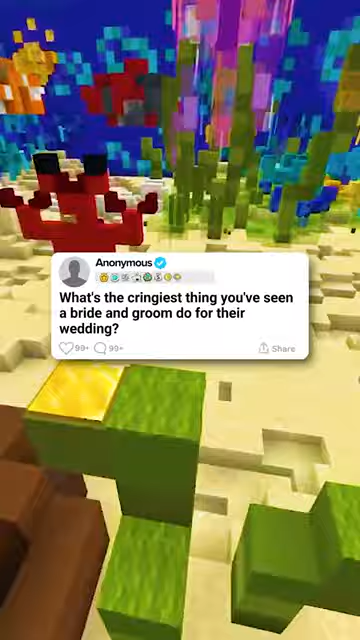 Anonymous
What's the cringiest thing you've seen
a bride and groom do for their
wedding?
99+ 99+ Share